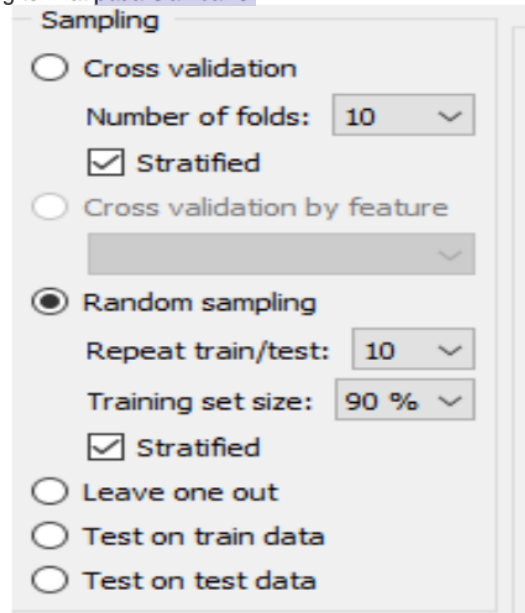 Sampling
Cross validation
Number of folds: 10
Stratified
Cross validation by feature
Random sampling
Repeat train/test: 10
Training set size: 90 %
Stratified
Leave one out
Test on train data
Test on test data